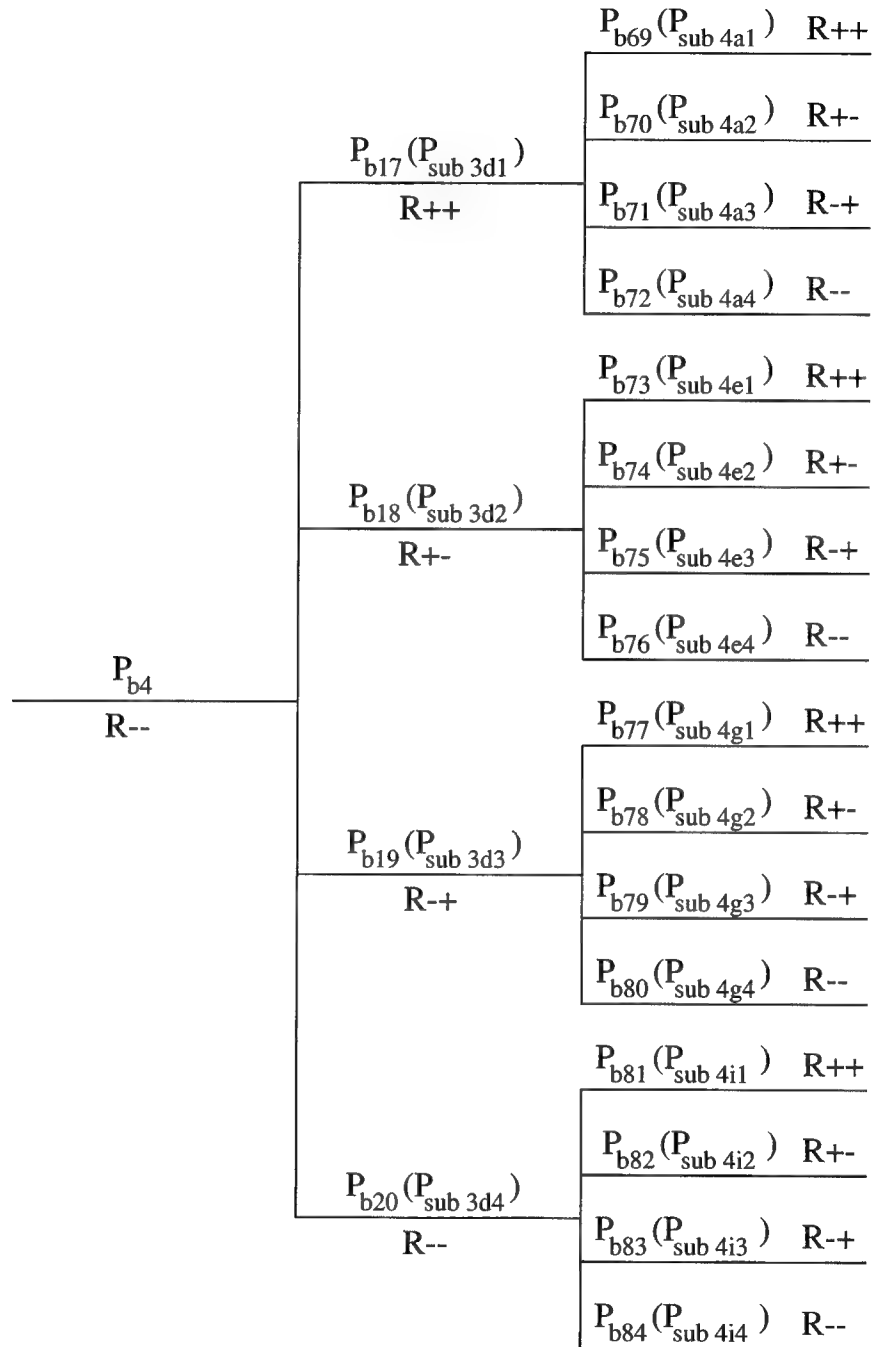 P_b69(P_sub 4a1) R++
P_b70(P_sub 4a2) R+-
P_b17(P_sub 3d1)
R++
P_b71(P_sub 4a3) R-+
P_b72(P_sub 4a4) R--
P_b73(P_sub 4e1) R++
P_b74(P_sub 4e2) R+-
P_b18(P_sub 3d2)
R+-
P_b75(P_sub 4e3) R-+
P_b76(P_sub 4e4) R--
P_b4
R--
P_b77(P_sub 4g1) R++
P_b78(P_sub 4g2) R+-
P_b19(P_sub 3d3)
R-+
P_b79(P_sub 4g3) R-+
P_b80(P_sub 4g4) R--
P_b81(P_sub 4i1) R++
P_b82(P_sub 4i2) R+-
P_b20(P_sub 3d4)
R--
P_b83(P_sub 4i3) R-+
P_b84(P_sub 4i4) R--